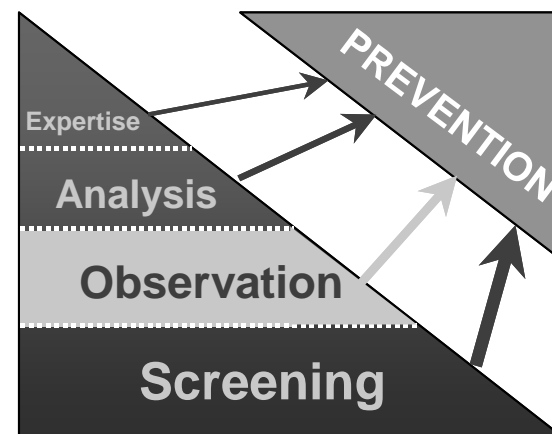 PREVENTION
Expertise
Analysis
Observation
Screening